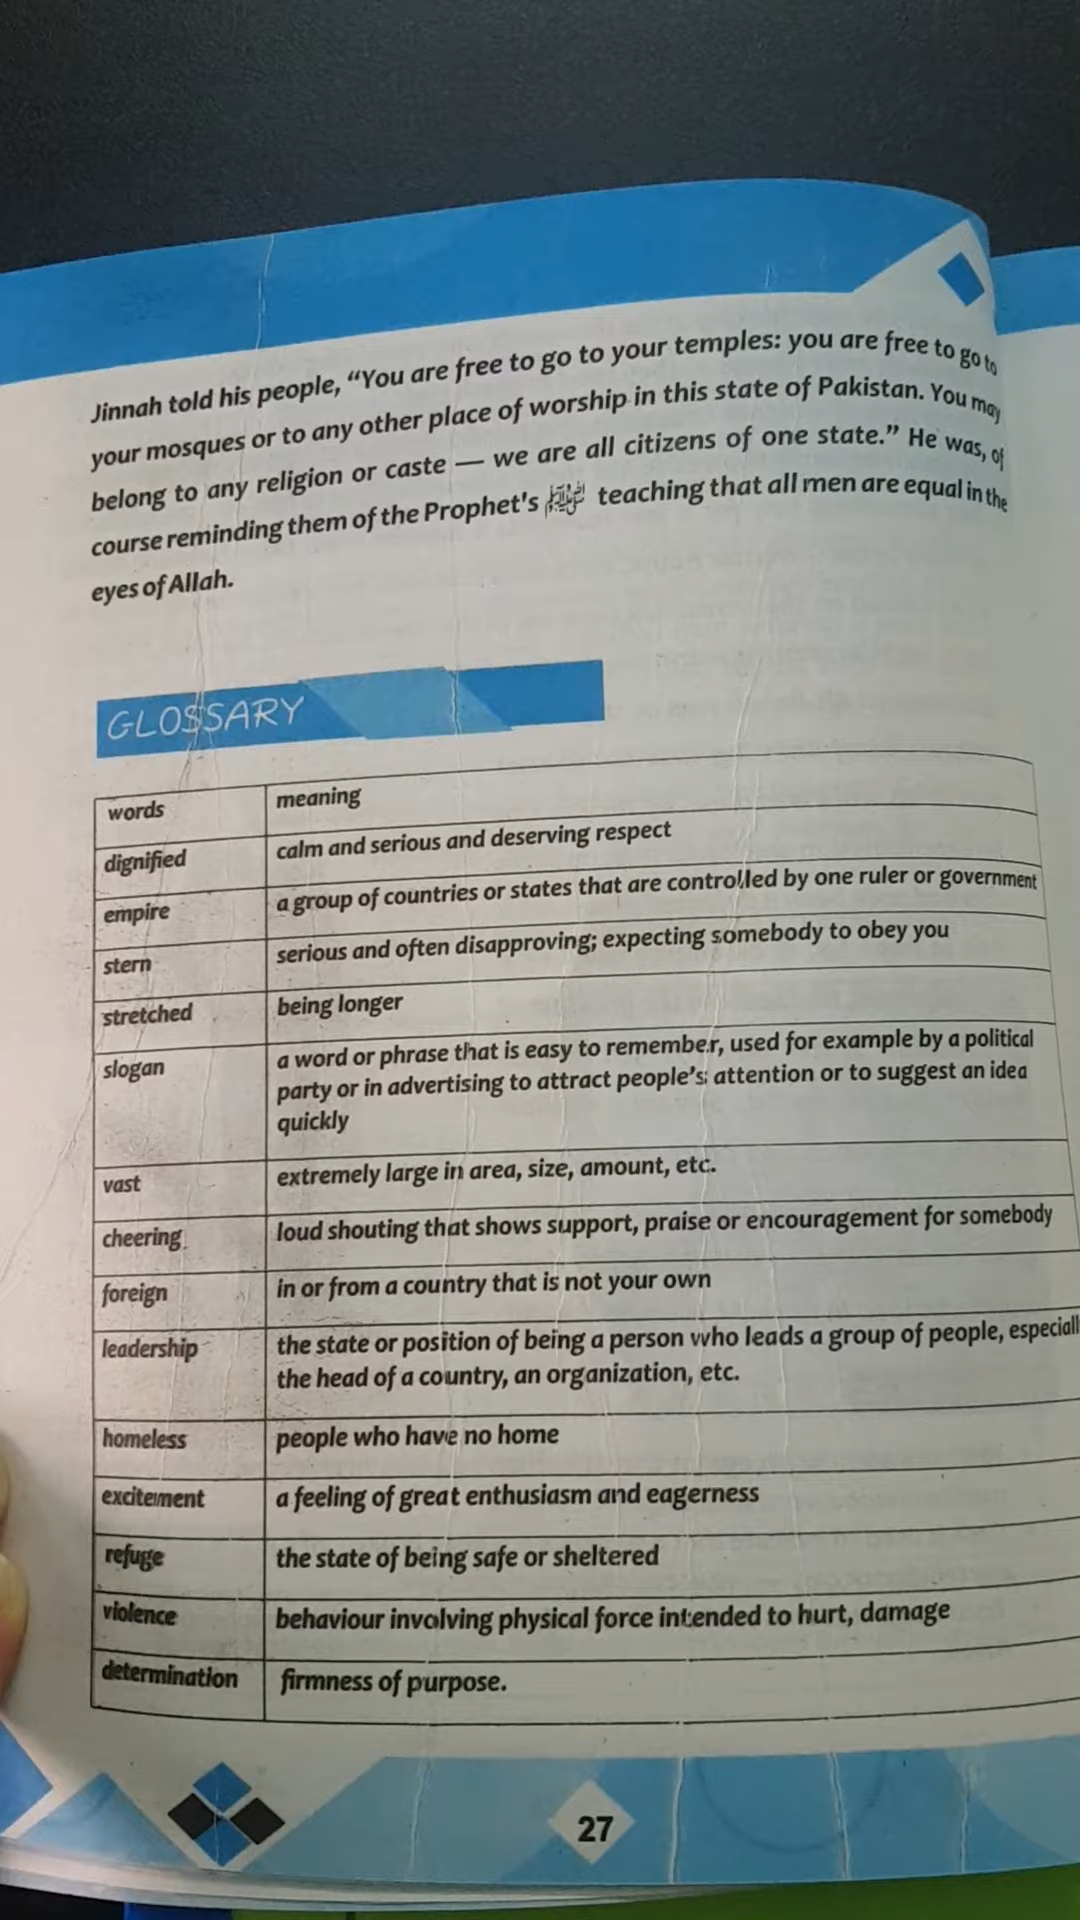 Jinnah told his people, “You are free to go to your temples: you are free to go to
your mosques or to any other place of worship in this state of Pakistan. You may
belong to any religion or caste — we are all citizens of one state.” He was, of
course reminding them of the Prophet's ﷺ teaching that all men are equal in the
eyes of Allah.
GLOSSARY
words meaning
dignified calm and serious and deserving respect
empire a group of countries or states that are controlled by one ruler or government
stern serious and often disapproving; expecting somebody to obey you
stretched being longer
slogan a word or phrase that is easy to remember, used for example by a political
party or in advertising to attract people's attention or to suggest an idea
quickly
vast extremely large in area, size, amount, etc.
cheering loud shouting that shows support, praise or encouragement for somebody
foreign in or from a country that is not your own
leadership the state or position of being a person who leads a group of people, especiall
the head of a country, an organization, etc.
homeless people who have no home
excitement a feeling of great enthusiasm and eagerness
refuge the state of being safe or sheltered
violence behaviour involving physical force intended to hurt, damage
determination firmness of purpose.
27